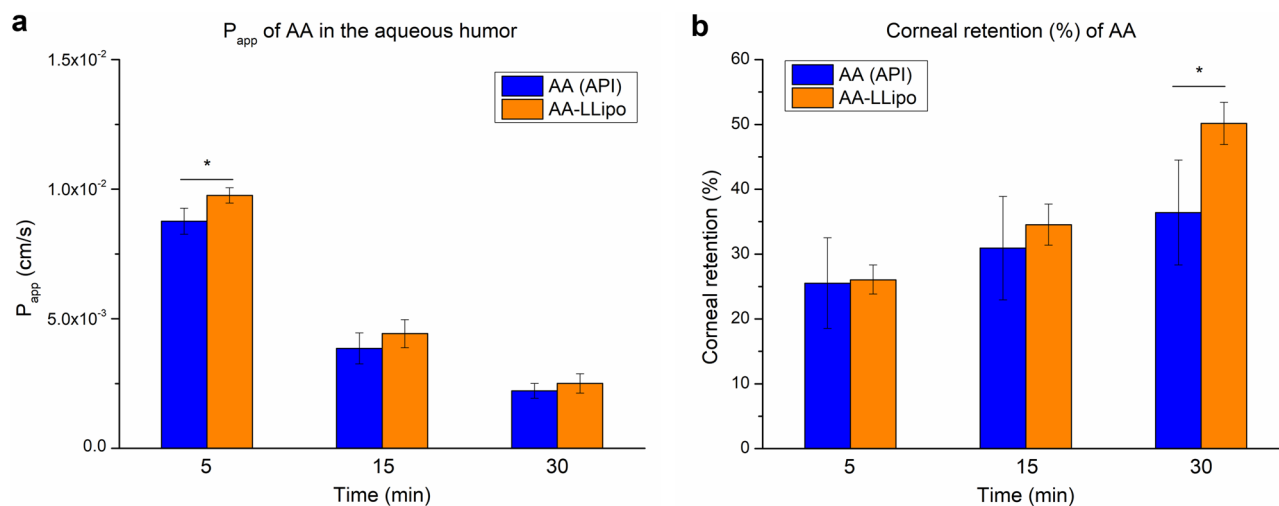 a
P_app of AA in the aqueous humor
AA (API)
AA-LLipo
1.5x10⁻²
1.0x10⁻²
5.0x10⁻³
0.0
P_app (cm/s)
*
5 15 30
Time (min)
b
Corneal retention (%) of AA
AA (API)
AA-LLipo
60
50
40
30
20
10
0
Corneal retention (%)
*
5 15 30
Time (min)